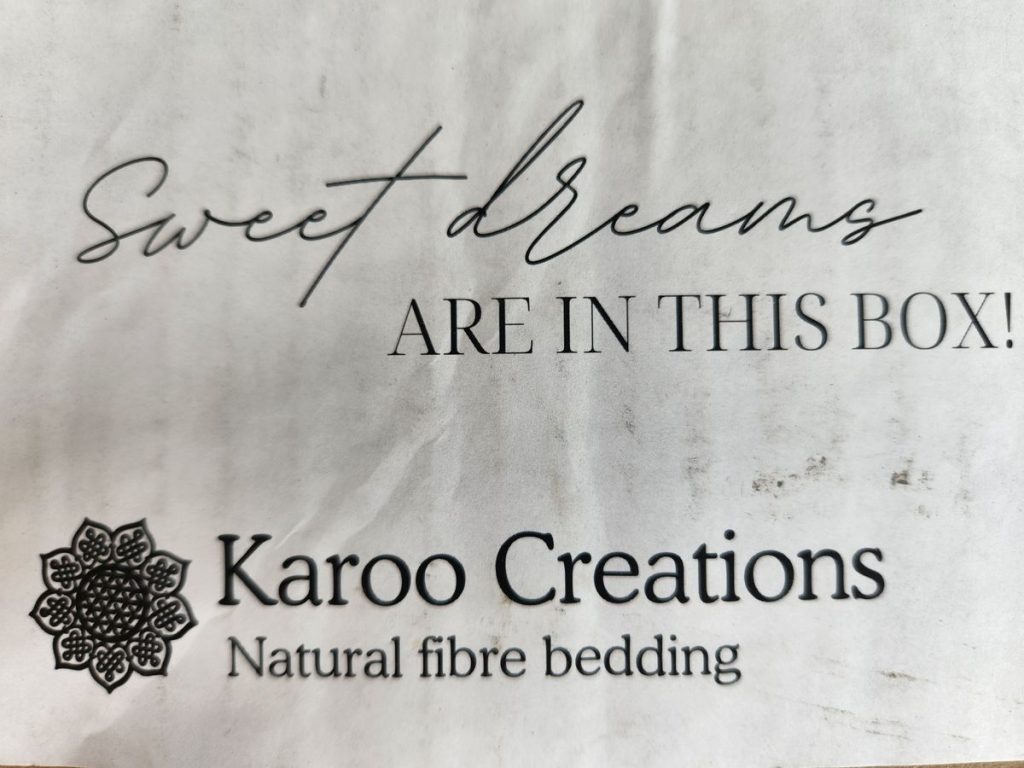 Sweet dreams
ARE IN THIS BOX!
Karoo Creations
Natural fibre bedding